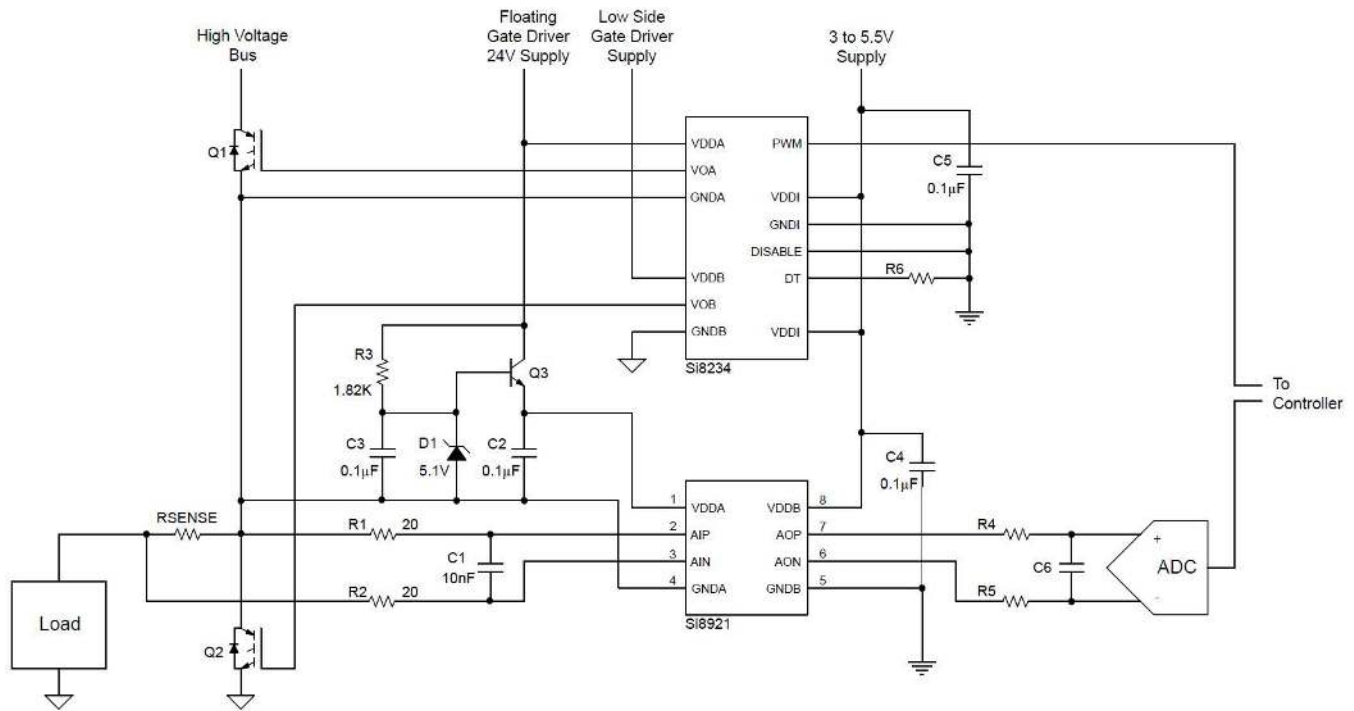 Floating
Gate Driver
24V Supply
Low Side
Gate Driver
Supply
High Voltage
Bus
3 to 5.5V
Supply
Q1
VDDA
VOA
GNDA
VDDB
VOB
GNDB
PWM
VDDI
GNDI
DISABLE
DT
VDDI
Si8234
C5
0.1µF
R6
R3
1.82K
Q3
C3
0.1µF
D1
5.1V
C2
0.1µF
To
Controller
C4
0.1µF
RSENSE
R1 20
C1
10nF
R2 20
Load
Q2
1 VDDA VDDB 8
2 AIP AOP 7
3 AIN AON 6
4 GNDA GNDB 5
Si8921
R4
C6
R5
+
-
ADC